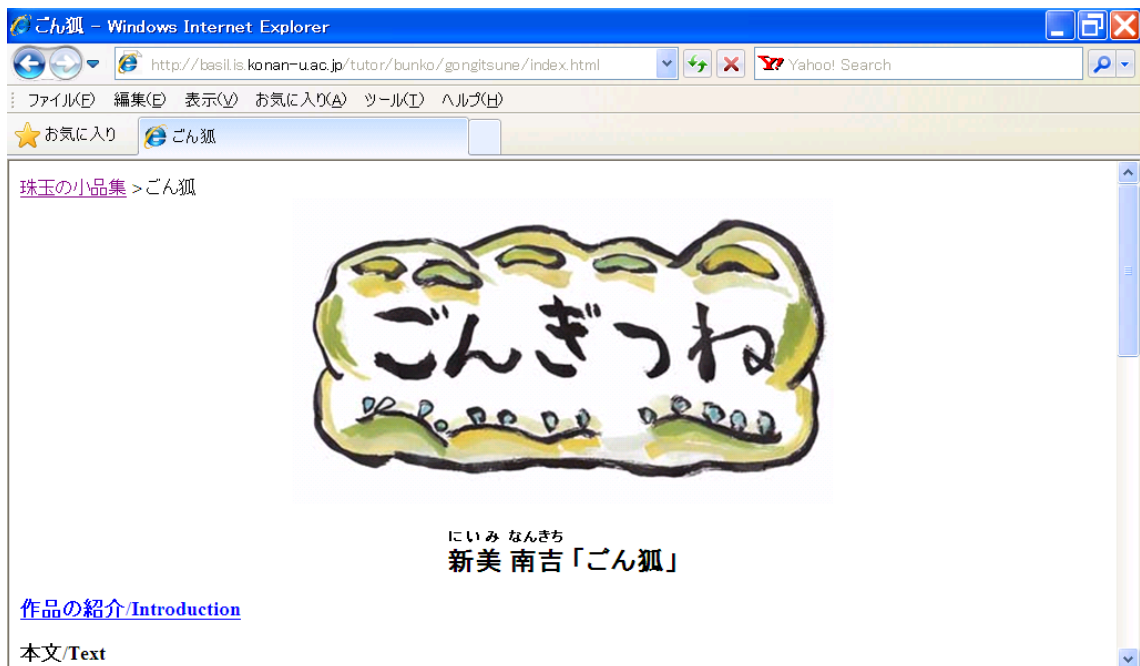 ごん狐 - Windows Internet Explorer
http://basil.is.konan-u.ac.jp/tutor/bunko/gongitsune/index.html
Yahoo! Search
ファイル(F) 編集(E) 表示(V) お気に入り(A) ツール(T) ヘルプ(H)
お気に入り ごん狐
珠玉の小品集 >ごん狐
ごんぎつね
にいみ なんきち
新美 南吉「ごん狐」
作品の紹介/Introduction
本文/Text